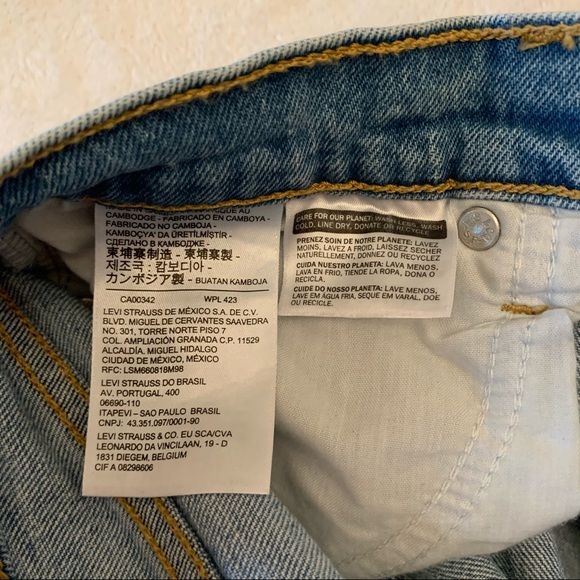 CAMBODGE - FABRICADO EN CAMBOYA -
FABRICADO NO CAMBOJA -
KAMBOÇYA' DA ÜRETİLMİSTİR -
СДЕЛАНО В КАМБОДЖЕ -
柬埔寨制造 - 柬埔寨製 -
제조국 : 캄보디아 -
カンボジア製 - BUATAN KAMBOJA
CA00342 WPL 423
LEVI STRAUSS DE MÉXICO S.A. DE C.V.
BLVD. MIGUEL DE CERVANTES SAAVEDRA
NO. 301, TORRE NORTE PISO 7
COL. AMPLIACIÓN GRANADA C.P. 11529
ALCALDÍA. MIGUEL HIDALGO
CIUDAD DE MÉXICO, MÉXICO
RFC: LSM660818M98
LEVI STRAUSS DO BRASIL
AV. PORTUGAL, 400
06690-110
ITAPEVI – SAO PAULO BRASIL
CNPJ: 43.351.097/0001-90
LEVI STRAUSS & CO. EU SCA/CVA
LEONARDO DA VINCILAAN, 19 - D
1831 DIEGEM, BELGIUM
CIF A 08298606
CARE FOR OUR PLANET: WASH LESS, WASH
COLD, LINE DRY, DONATE OR RECYCLE
PRENEZ SOIN DE NOTRE PLANETE: LAVEZ
MOINS, LAVEZ A FROID, LAISSEZ SECHER
NATURELLEMENT, DONNEZ OU RECYCLEZ
CUIDA NUESTRO PLANETA: LAVA MENOS,
LAVA EN FRIO, TIENDE LA ROPA, DONA O
RECICLA.
CUIDE DO NOSSO PLANETA: LAVE MENOS,
LAVE EM ÁGUA FRIA, SEQUE EM VARAL, DOE
OU RECICLE.